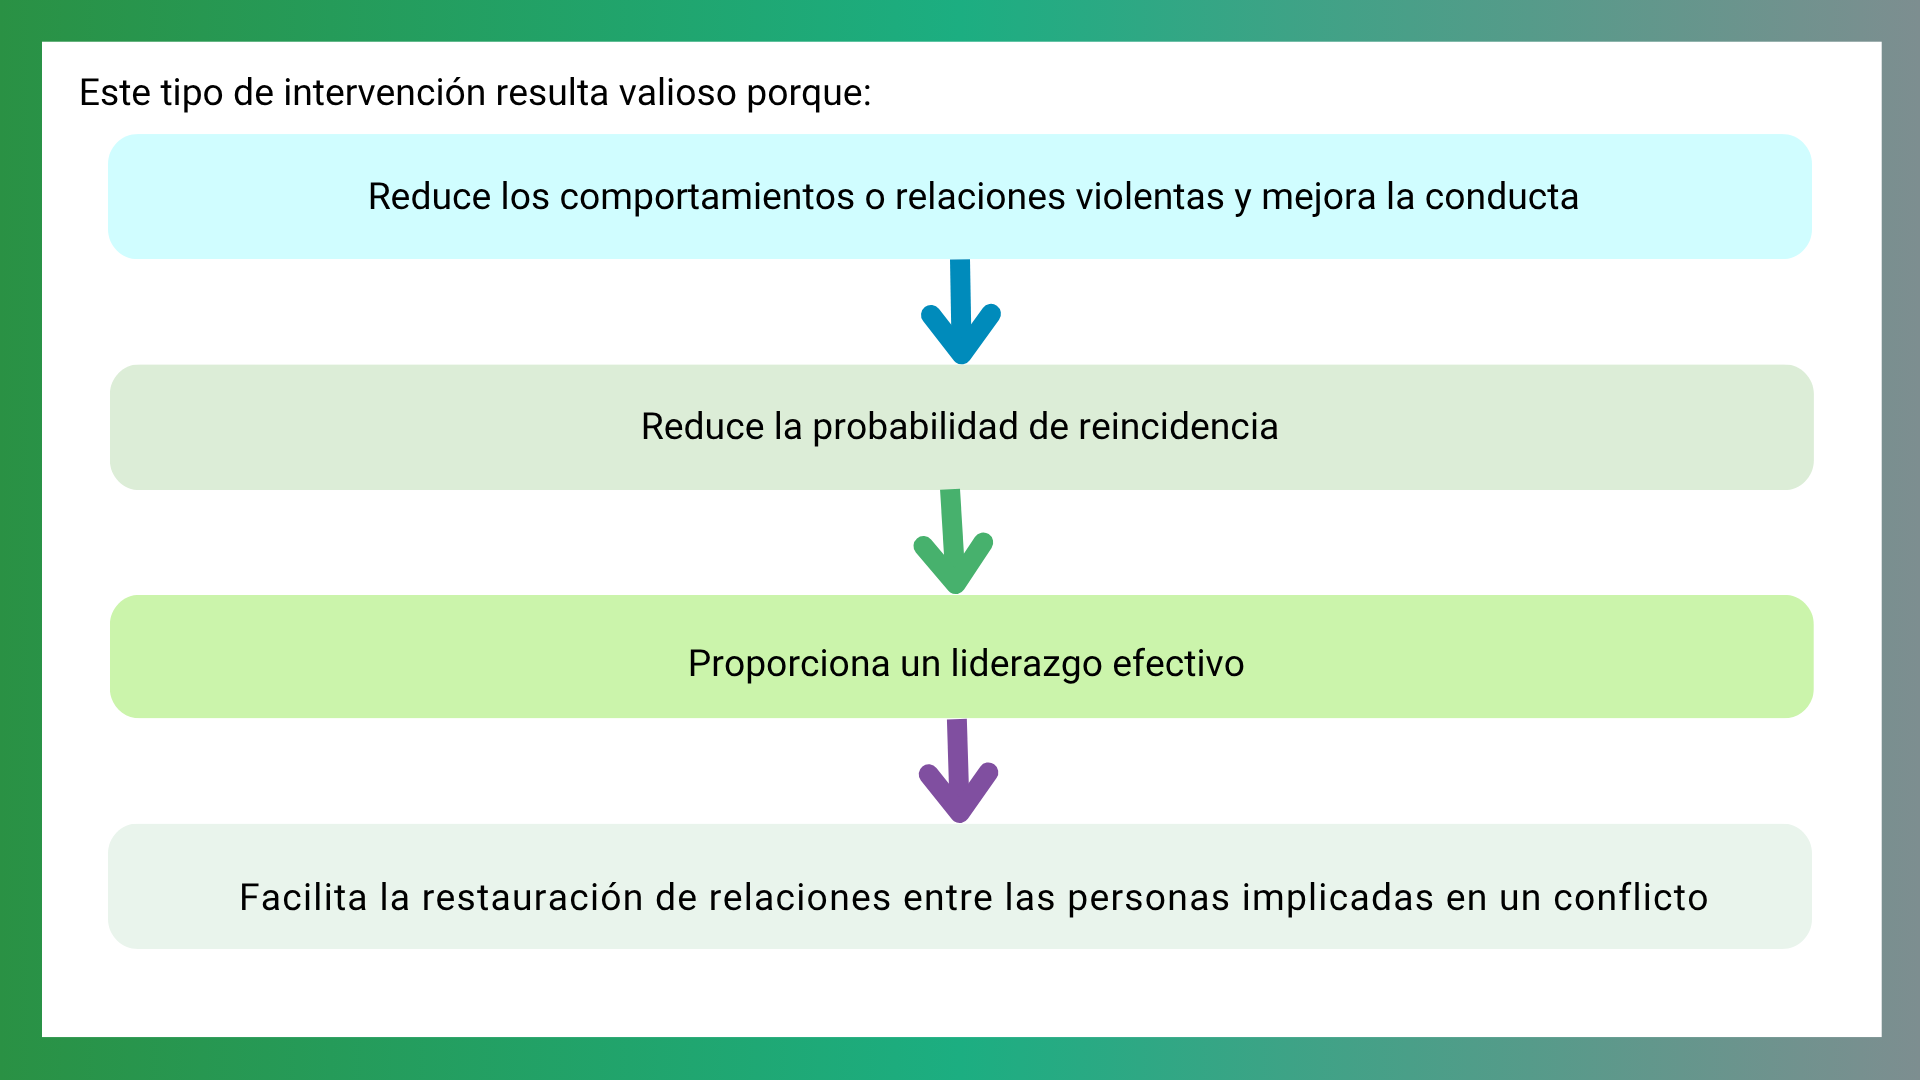 Este tipo de intervención resulta valioso porque:
Reduce los comportamientos o relaciones violentas y mejora la conducta
Reduce la probabilidad de reincidencia
Proporciona un liderazgo efectivo
Facilita la restauración de relaciones entre las personas implicadas en un conflicto